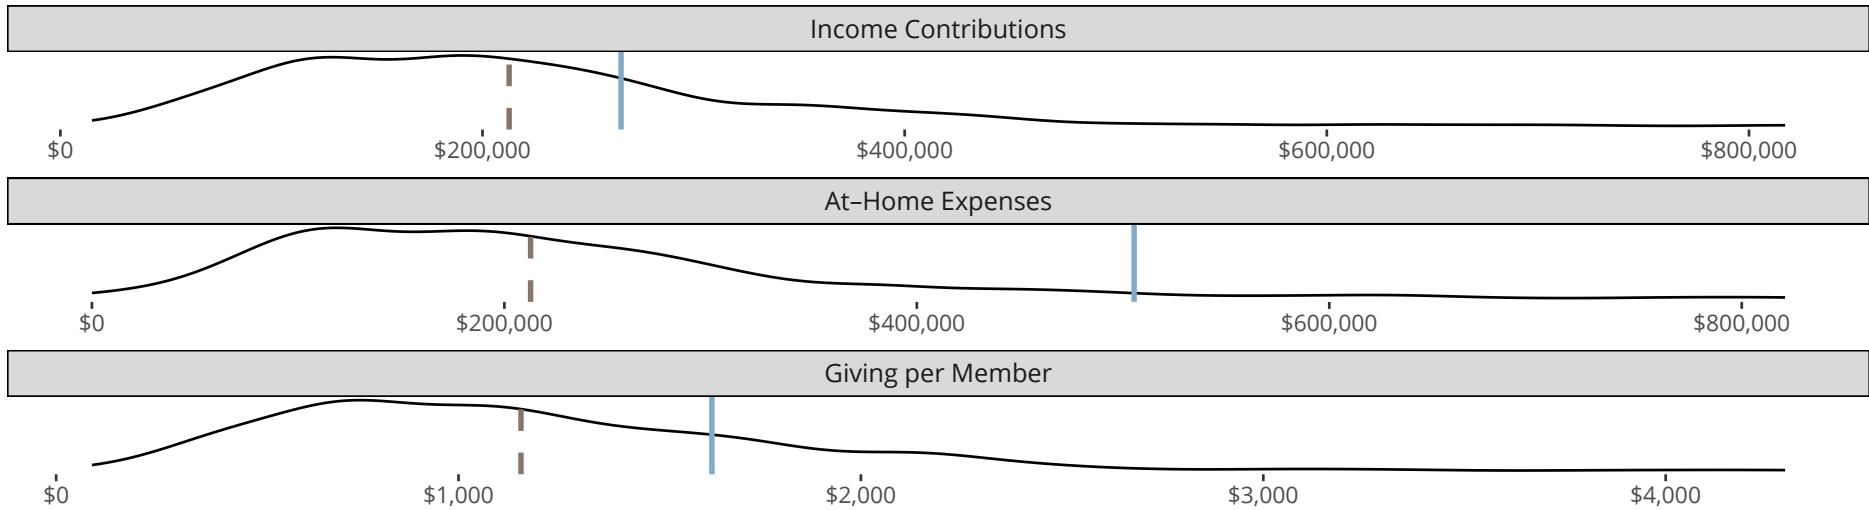 Income Contributions
$0 $200,000 $400,000 $600,000 $800,000
At–Home Expenses
$0 $200,000 $400,000 $600,000 $800,000
Giving per Member
$0 $1,000 $2,000 $3,000 $4,000